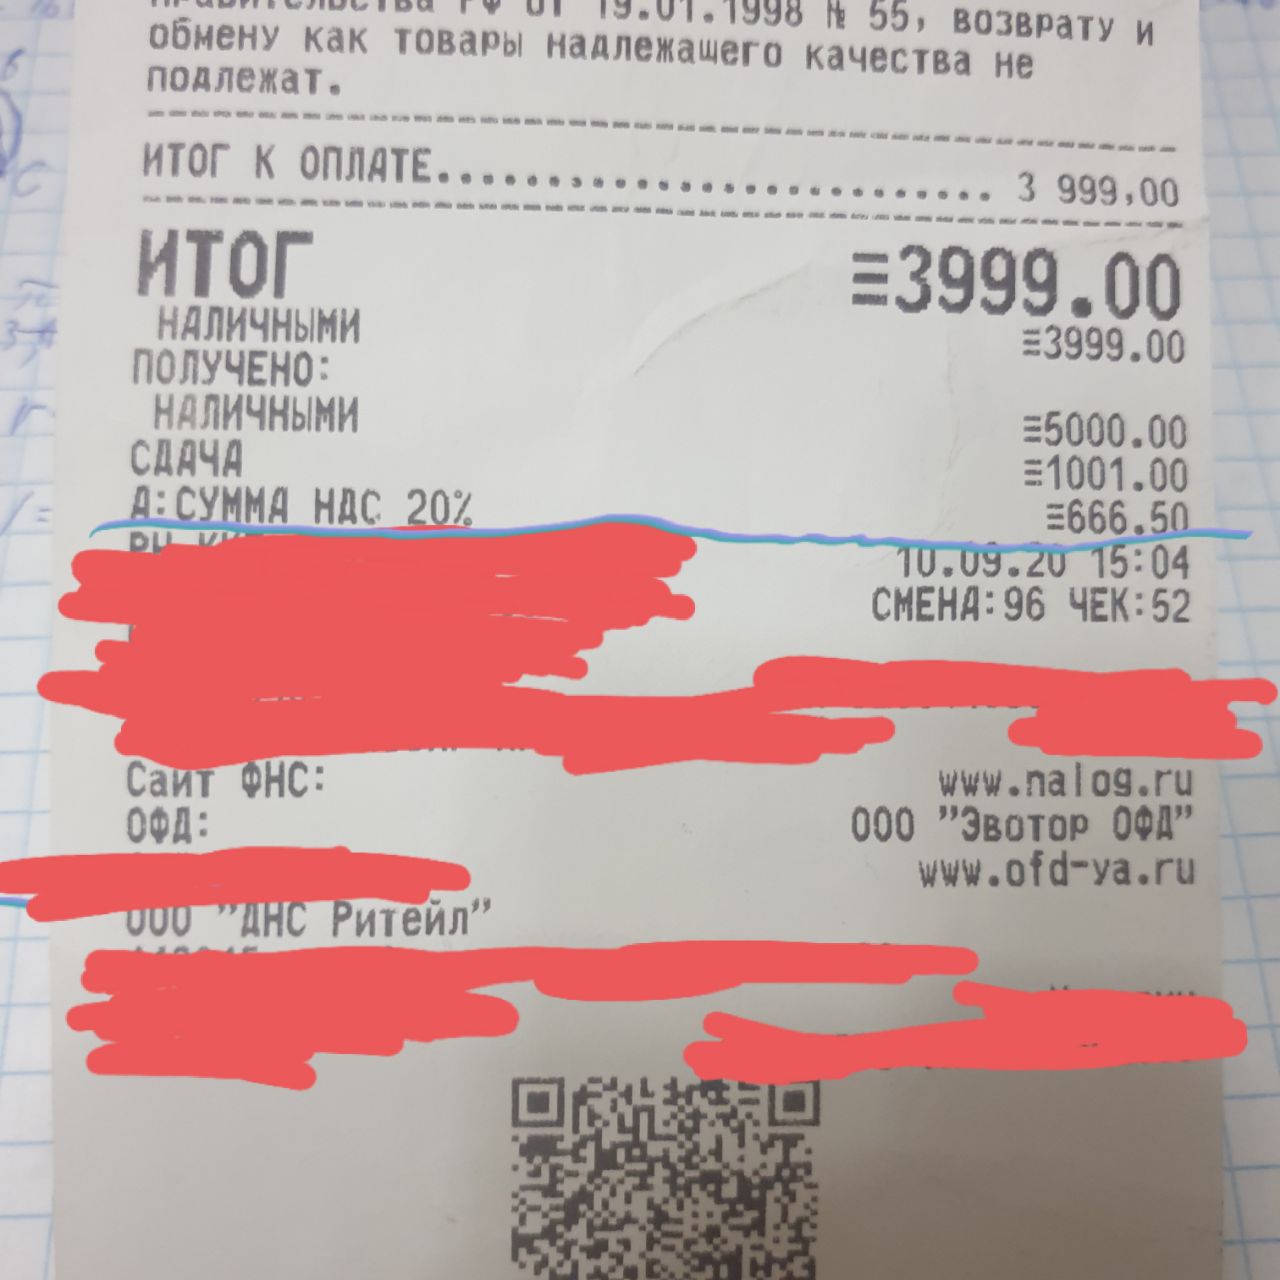 Правительства РФ от 19.01.1998 № 55, возврату и
обмену как товары надлежащего качества не
подлежат.
ИТОГ К ОПЛАТЕ.............................. 3 999,00
ИТОГ ≡3999.00
НАЛИЧНЫМИ ≡3999.00
ПОЛУЧЕНО:
НАЛИЧНЫМИ ≡5000.00
СДАЧА ≡1001.00
А:СУММА НДС 20% ≡666.50
10.09.20 15:04
СМЕНА:96 ЧЕК:52
Сайт ФНС: www.nalog.ru
ОФД: ООО "Эвотор ОФД"
www.ofd-ya.ru
ООО "ДНС Ритейл"